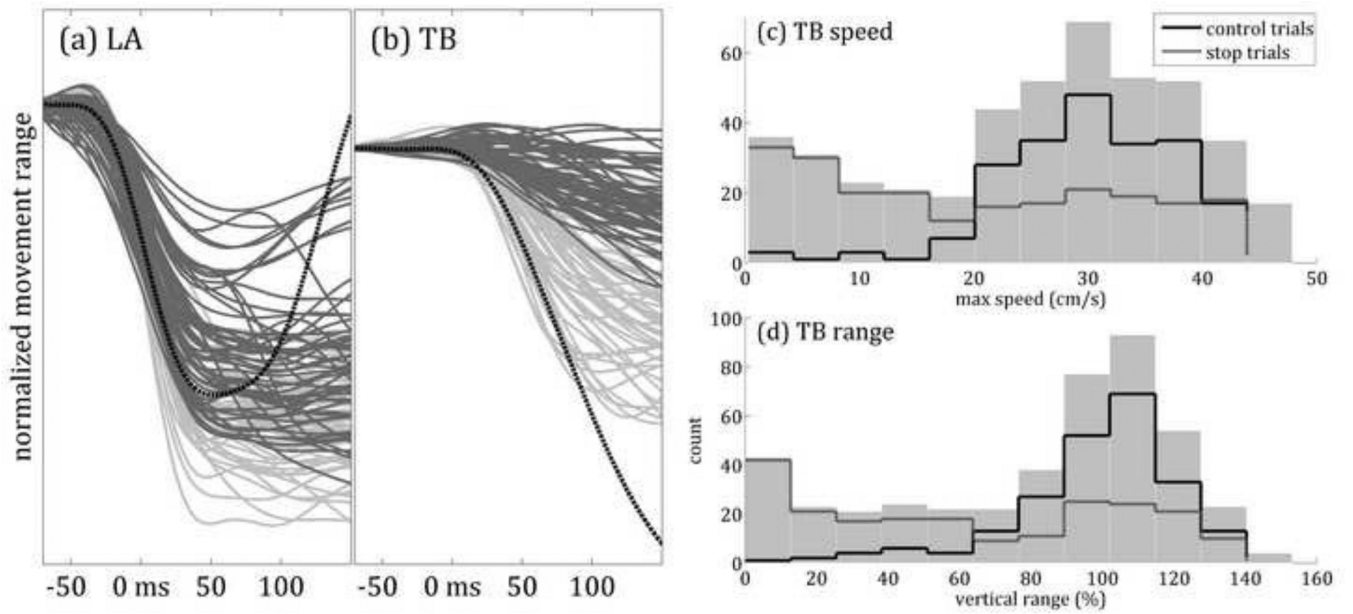 (a) LA
(b) TB
normalized movement range
-50 0 ms 50 100
-50 0 ms 50 100
(c) TB speed
control trials
stop trials
60
40
20
0
0 10 20 30 40 50
max speed (cm/s)
(d) TB range
100
80
60
40
20
0
count
0 20 40 60 80 100 120 140 160
vertical range (%)